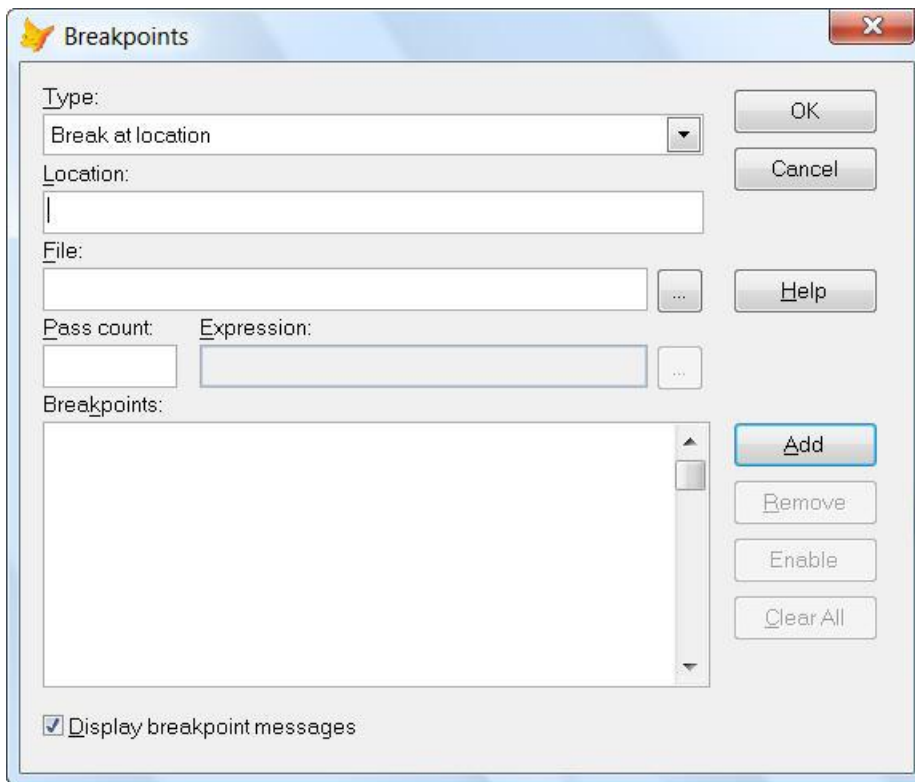 Breakpoints
Type:
OK
Break at location
Location:
Cancel
File:
...
Help
Pass count: Expression:
...
Breakpoints:
Add
Remove
Enable
Clear All
Display breakpoint messages